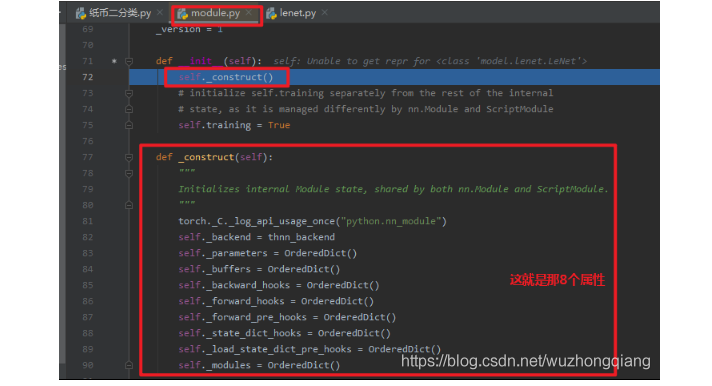 纸币二分类.py × module.py × lenet.py ×
69 _version = 1
70
71 def __init__(self): self: Unable to get repr for <class 'model.lenet.LeNet'>
72 self._construct()
73 # initialize self.training separately from the rest of the internal
74 # state, as it is managed differently by nn.Module and ScriptModule
75 self.training = True
76
77 def _construct(self):
78 """
79 Initializes internal Module state, shared by both nn.Module and ScriptModule.
80 """
81 torch._C._log_api_usage_once("python.nn_module")
82 self._backend = thnn_backend
83 self._parameters = OrderedDict()
84 self._buffers = OrderedDict()
85 self._backward_hooks = OrderedDict()
这就是那8个属性
86 self._forward_hooks = OrderedDict()
87 self._forward_pre_hooks = OrderedDict()
88 self._state_dict_hooks = OrderedDict()
89 self._load_state_dict_pre_hooks = OrderedDict()
90 self._modules = OrderedDict()
https://blog.csdn.net/wuzhongqiang